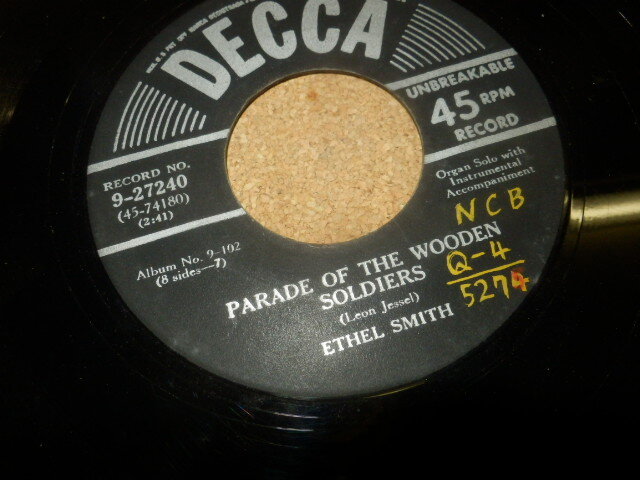 DECCA
UNBREAKABLE
45 RPM
RECORD
RECORD NO.
9-27240
(45-74180)
(2:41)
Organ Solo with
Instrumental
Accompaniment
Album No. 9-102
(8 sides—7)
NCB
Q-4
5274
PARADE OF THE WOODEN
SOLDIERS
(Leon Jessel)
ETHEL SMITH